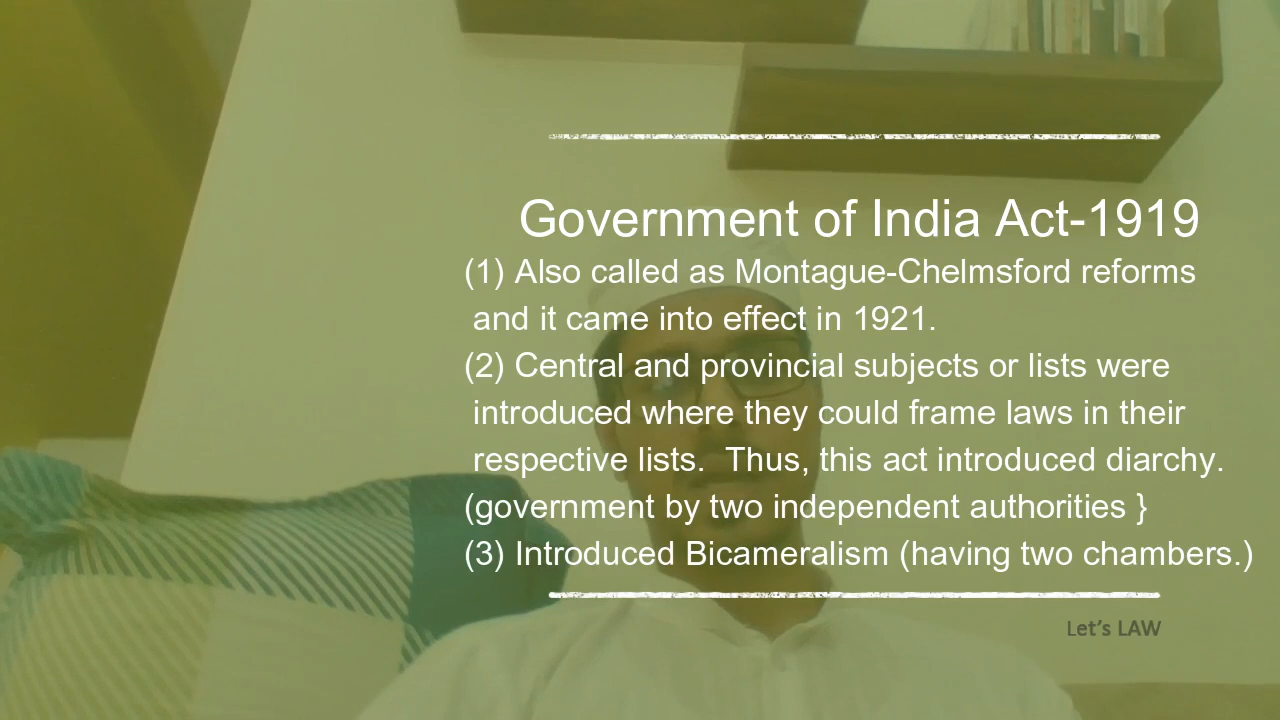 Government of India Act-1919
(1) Also called as Montague-Chelmsford reforms
and it came into effect in 1921.
(2) Central and provincial subjects or lists were
introduced where they could frame laws in their
respective lists.  Thus, this act introduced diarchy.
(government by two independent authorities }
(3) Introduced Bicameralism (having two chambers.)
Let’s LAW